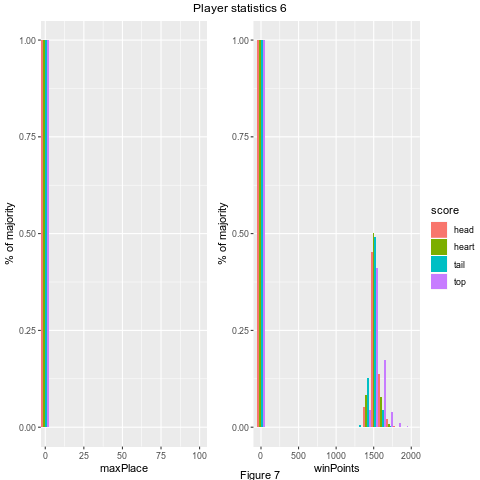 Player statistics 6
% of majority
1.00
0.75
0.50
0.25
0.00
0 25 50 75 100
maxPlace
% of majority
1.00
0.75
0.50
0.25
0.00
0 500 1000 1500 2000
winPoints
score
head
heart
tail
top
Figure 7